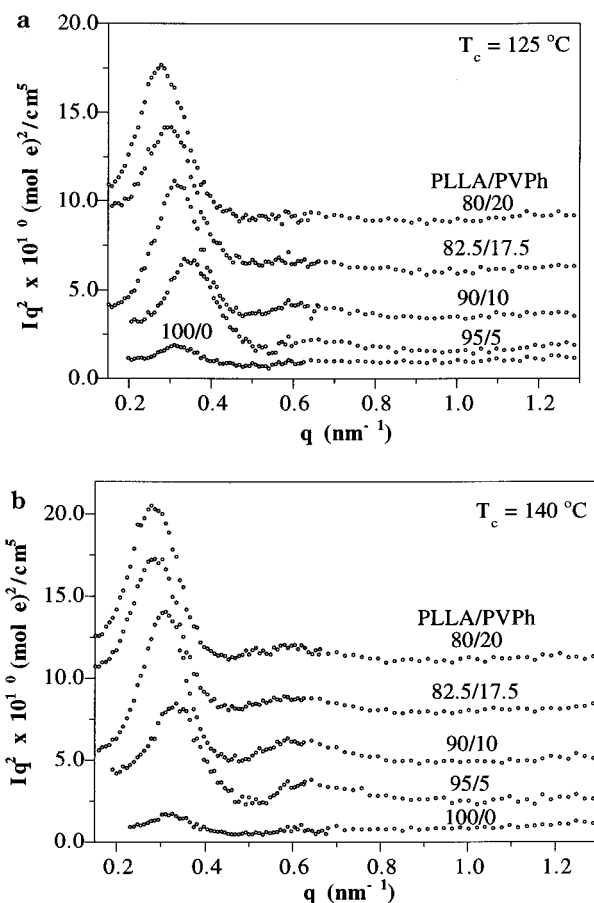 a
20.0
T_c = 125 °C
15.0
Iq² x 10¹⁰ (mol e)²/cm⁵
10.0
PLLA/PVPh
80/20
82.5/17.5
5.0
90/10
100/0
95/5
0.0
0.2 0.4 0.6 0.8 1.0 1.2
q (nm⁻¹)
b
20.0
T_c = 140 °C
15.0
Iq² x 10¹⁰ (mol e)²/cm⁵
PLLA/PVPh
80/20
10.0
82.5/17.5
90/10
5.0
95/5
100/0
0.0
0.2 0.4 0.6 0.8 1.0 1.2
q (nm⁻¹)